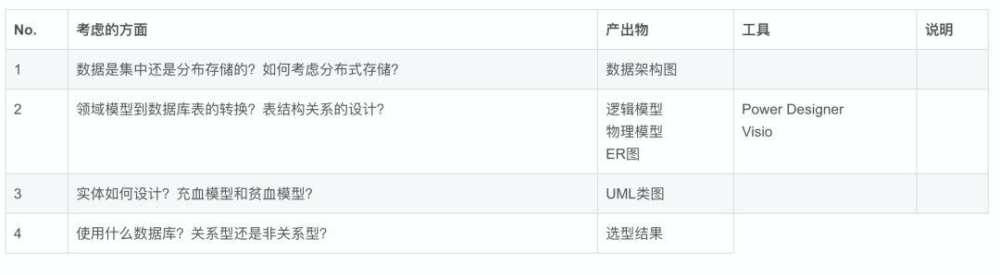 No. 考虑的方面 产出物 工具 说明
1 数据是集中还是分布存储的？如何考虑分布式存储？ 数据架构图
2 领域模型到数据库表的转换？表结构关系的设计？ 逻辑模型 Power Designer
物理模型 Visio
ER图
3 实体如何设计？充血模型和贫血模型？ UML类图
4 使用什么数据库？关系型还是非关系型？ 选型结果